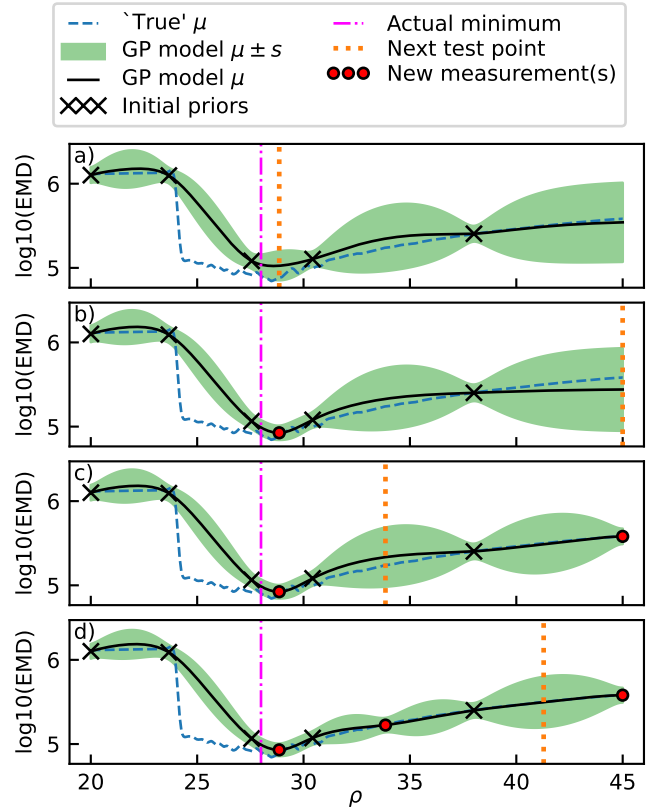 `True' μ
GP model μ ± s
GP model μ
Initial priors
Actual minimum
Next test point
New measurement(s)
a)
6
5
log10(EMD)
b)
6
5
log10(EMD)
c)
6
5
log10(EMD)
d)
6
5
log10(EMD)
20 25 30 35 40 45
ρ